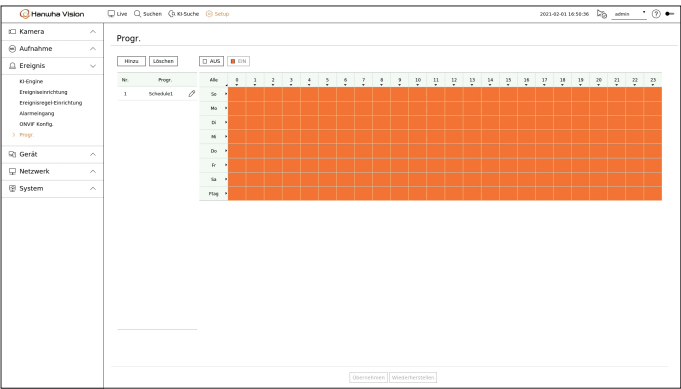 Hanwha Vision
Live Suchen KI-Suche Setup 2021-02-01 16:50:36 admin
Kamera
Aufnahme
Ereignis
KI-Engine
Ereigniseinrichtung
Ereignisregel-Einrichtung
Alarmeingang
ONVIF Konfig.
> Progr.
Gerät
Netzwerk
System
Progr.
Hinzu Löschen AUS EIN
Nr. Progr. Alle 0 1 2 3 4 5 6 7 8 9 10 11 12 13 14 15 16 17 18 19 20 21 22 23
1 Schedule1 So
Mo
Di
Mi
Do
Fr
Sa
Ftag
Übernehmen Wiederherstellen